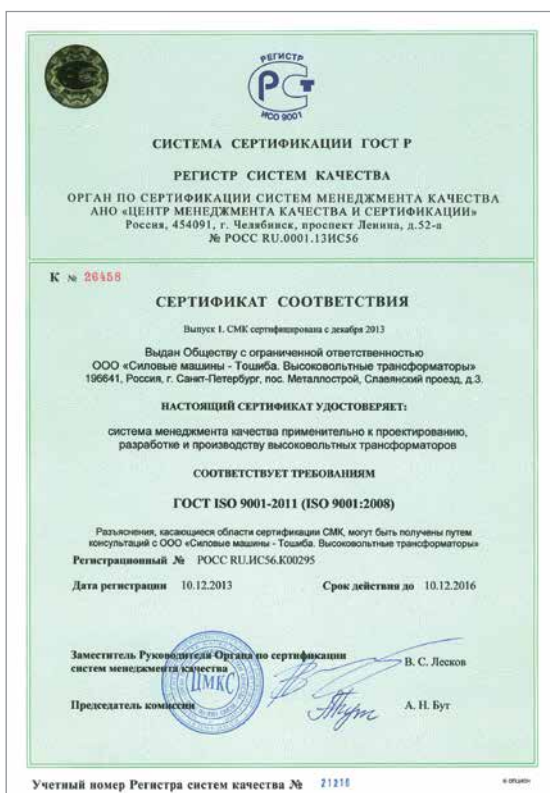 РЕГИСТР
РСТ
ИСО 9001
СИСТЕМА СЕРТИФИКАЦИИ ГОСТ Р
РЕГИСТР СИСТЕМ КАЧЕСТВА
ОРГАН ПО СЕРТИФИКАЦИИ СИСТЕМ МЕНЕДЖМЕНТА КАЧЕСТВА
АНО «ЦЕНТР МЕНЕДЖМЕНТА КАЧЕСТВА И СЕРТИФИКАЦИИ»
Россия, 454091, г. Челябинск, проспект Ленина, д.52-а
№ РОСС RU.0001.13ИС56
К № 26458
СЕРТИФИКАТ СООТВЕТСТВИЯ
Выпуск 1. СМК сертифицирована с декабря 2013
Выдан Обществу с ограниченной ответственностью
ООО «Силовые машины - Тошиба. Высоковольтные трансформаторы»
196641, Россия, г. Санкт-Петербург, пос. Металлострой, Славянский проезд, д.3.
НАСТОЯЩИЙ СЕРТИФИКАТ УДОСТОВЕРЯЕТ:
система менеджмента качества применительно к проектированию,
разработке и производству высоковольтных трансформаторов
СООТВЕТСТВУЕТ ТРЕБОВАНИЯМ
ГОСТ ISO 9001-2011 (ISO 9001:2008)
Разъяснения, касающиеся области сертификации СМК, могут быть получены путем
консультаций с ООО «Силовые машины - Тошиба. Высоковольтные трансформаторы»
Регистрационный № РОСС RU.ИС56.К00295
Дата регистрации 10.12.2013 Срок действия до 10.12.2016
Заместитель Руководителя Органа по сертификации
систем менеджмента качества В. С. Лесков
ЦМКС
Председатель комиссии А. Н. Бут
Учетный номер Регистра систем качества № 21216
© ОПЦИОН